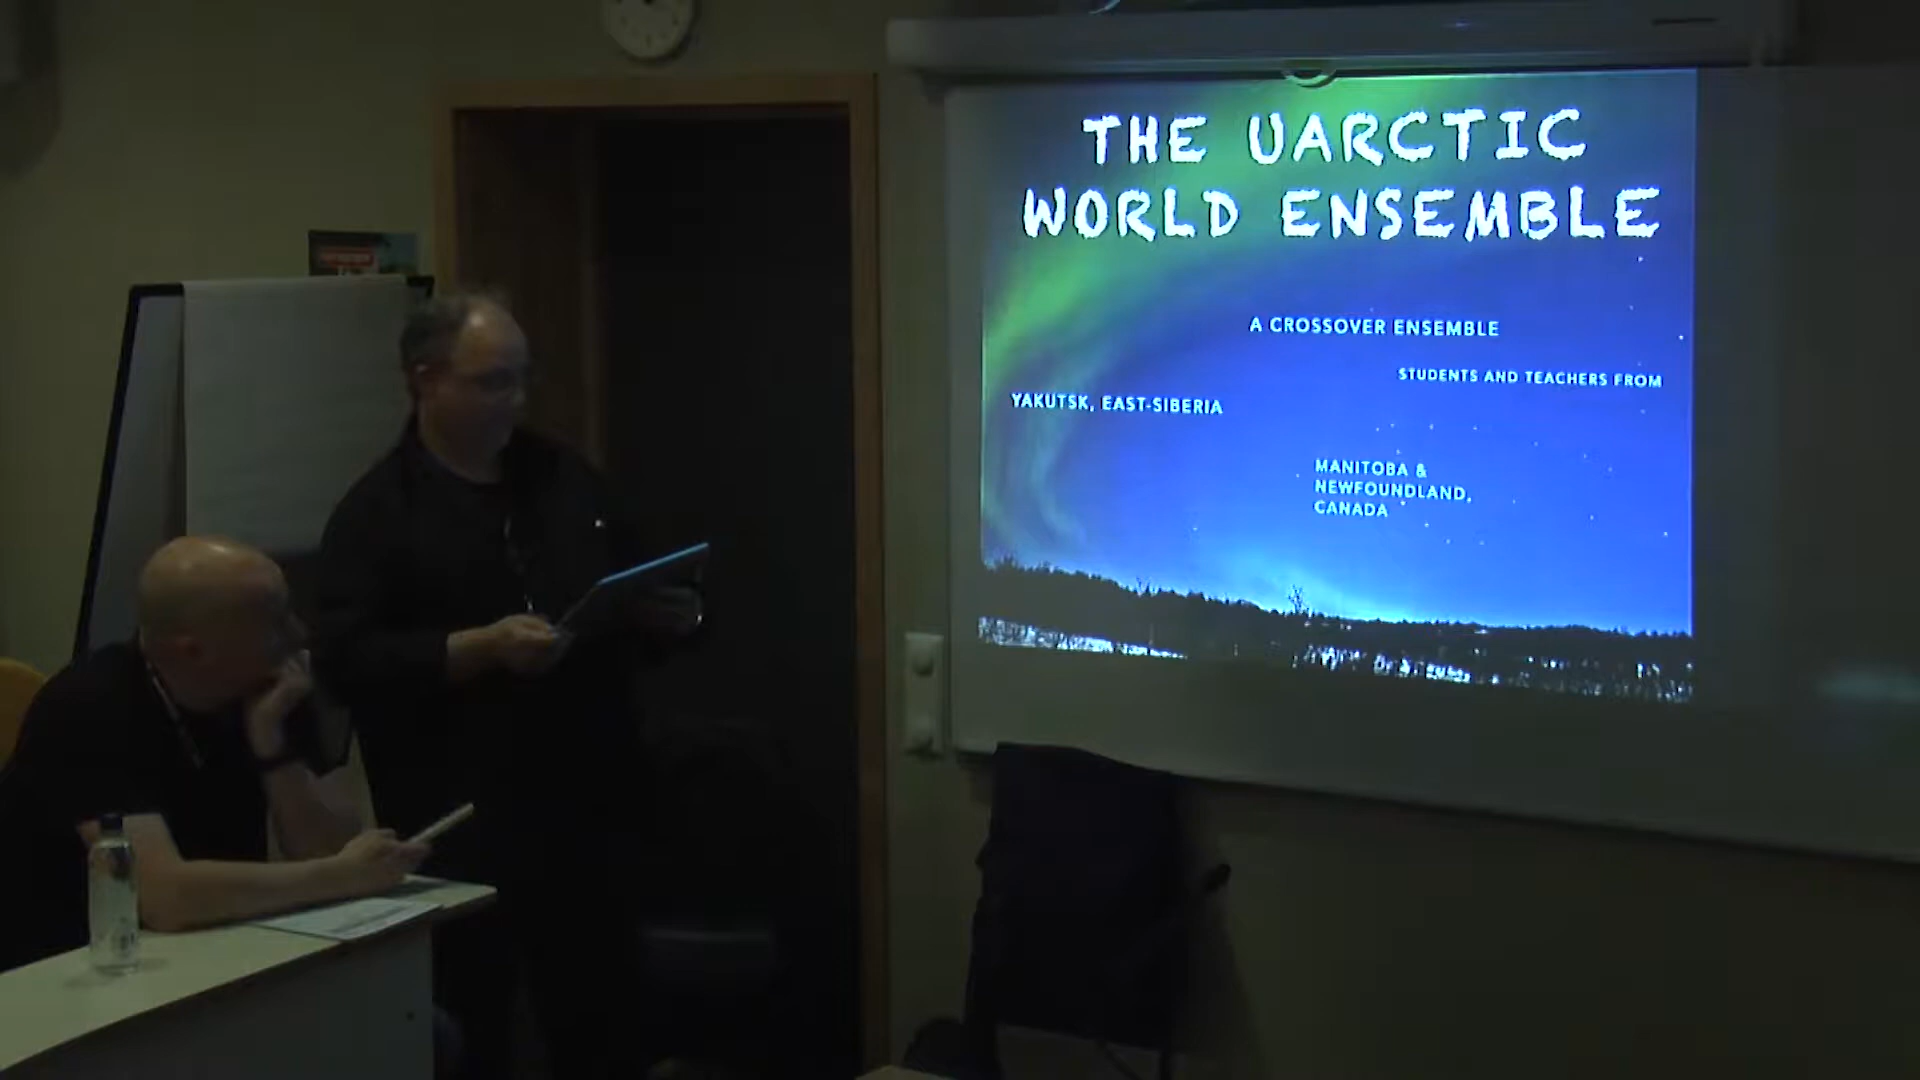 THE UARCTIC
WORLD ENSEMBLE
A CROSSOVER ENSEMBLE
STUDENTS AND TEACHERS FROM
YAKUTSK, EAST-SIBERIA
MANITOBA &
NEWFOUNDLAND,
CANADA